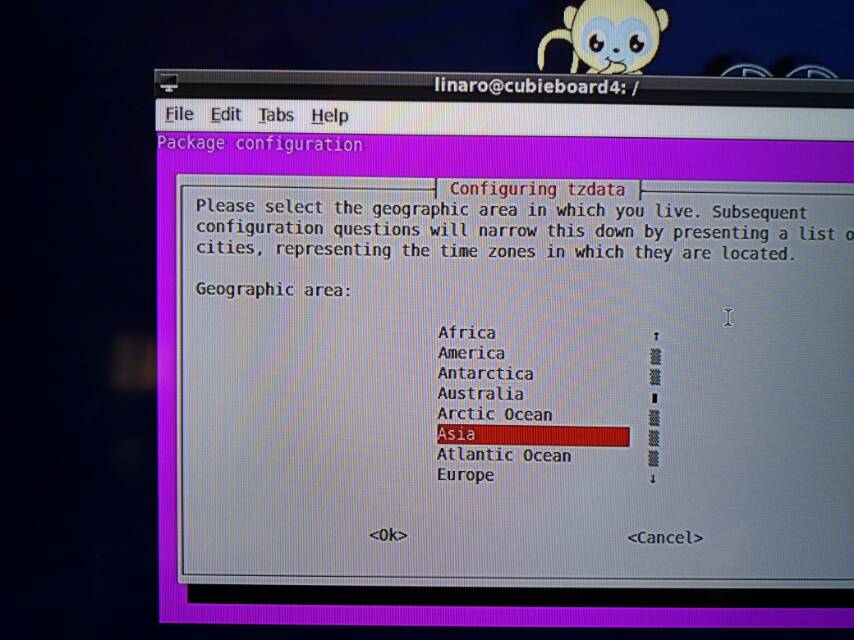 linaro@cubieboard4: /
File Edit Tabs Help
Package configuration
Configuring tzdata
Please select the geographic area in which you live. Subsequent
configuration questions will narrow this down by presenting a list
cities, representing the time zones in which they are located.
Geographic area:
Africa
America
Antarctica
Australia
Arctic Ocean
Asia
Atlantic Ocean
Europe
<Ok> <Cancel>